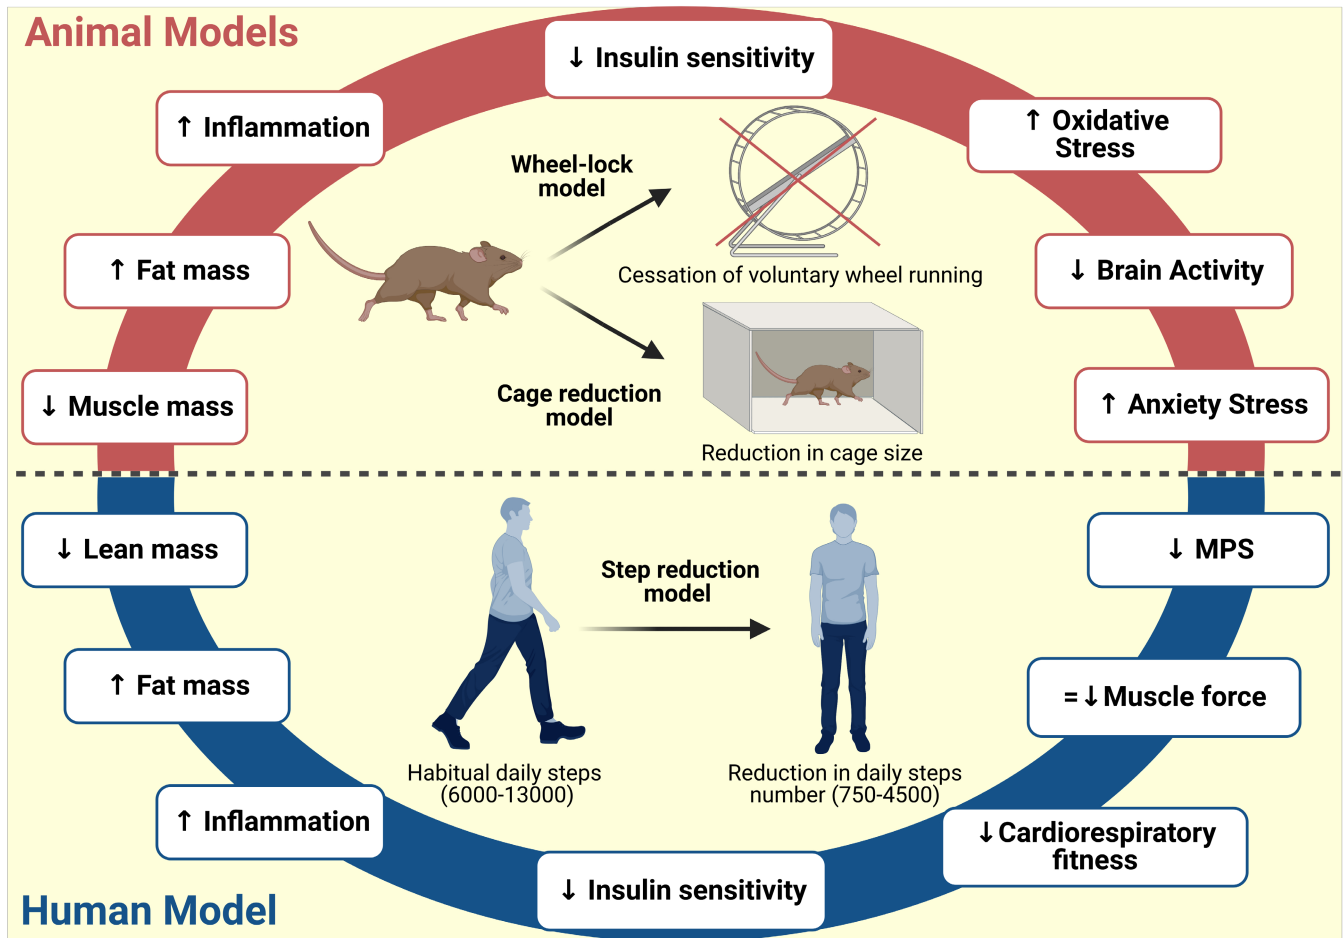 Animal Models
↓ Insulin sensitivity
↑ Inflammation
↑ Oxidative
Stress
Wheel-lock
model
↑ Fat mass
Cessation of voluntary wheel running
↓ Brain Activity
↓ Muscle mass
Cage reduction
model
↑ Anxiety Stress
Reduction in cage size
↓ Lean mass
Step reduction
model
↓ MPS
↑ Fat mass
=↓Muscle force
Habitual daily steps
(6000-13000)
Reduction in daily steps
number (750-4500)
↑ Inflammation
↓Cardiorespiratory
fitness
↓ Insulin sensitivity
Human Model